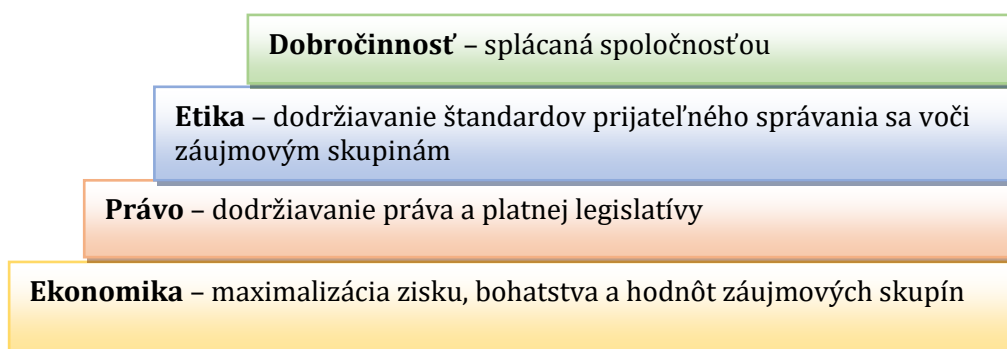 Dobročinnosť – splácaná spoločnosťou
Etika – dodržiavanie štandardov prijateľného správania sa voči
záujmovým skupinám
Právo – dodržiavanie práva a platnej legislatívy
Ekonomika – maximalizácia zisku, bohatstva a hodnôt záujmových skupín